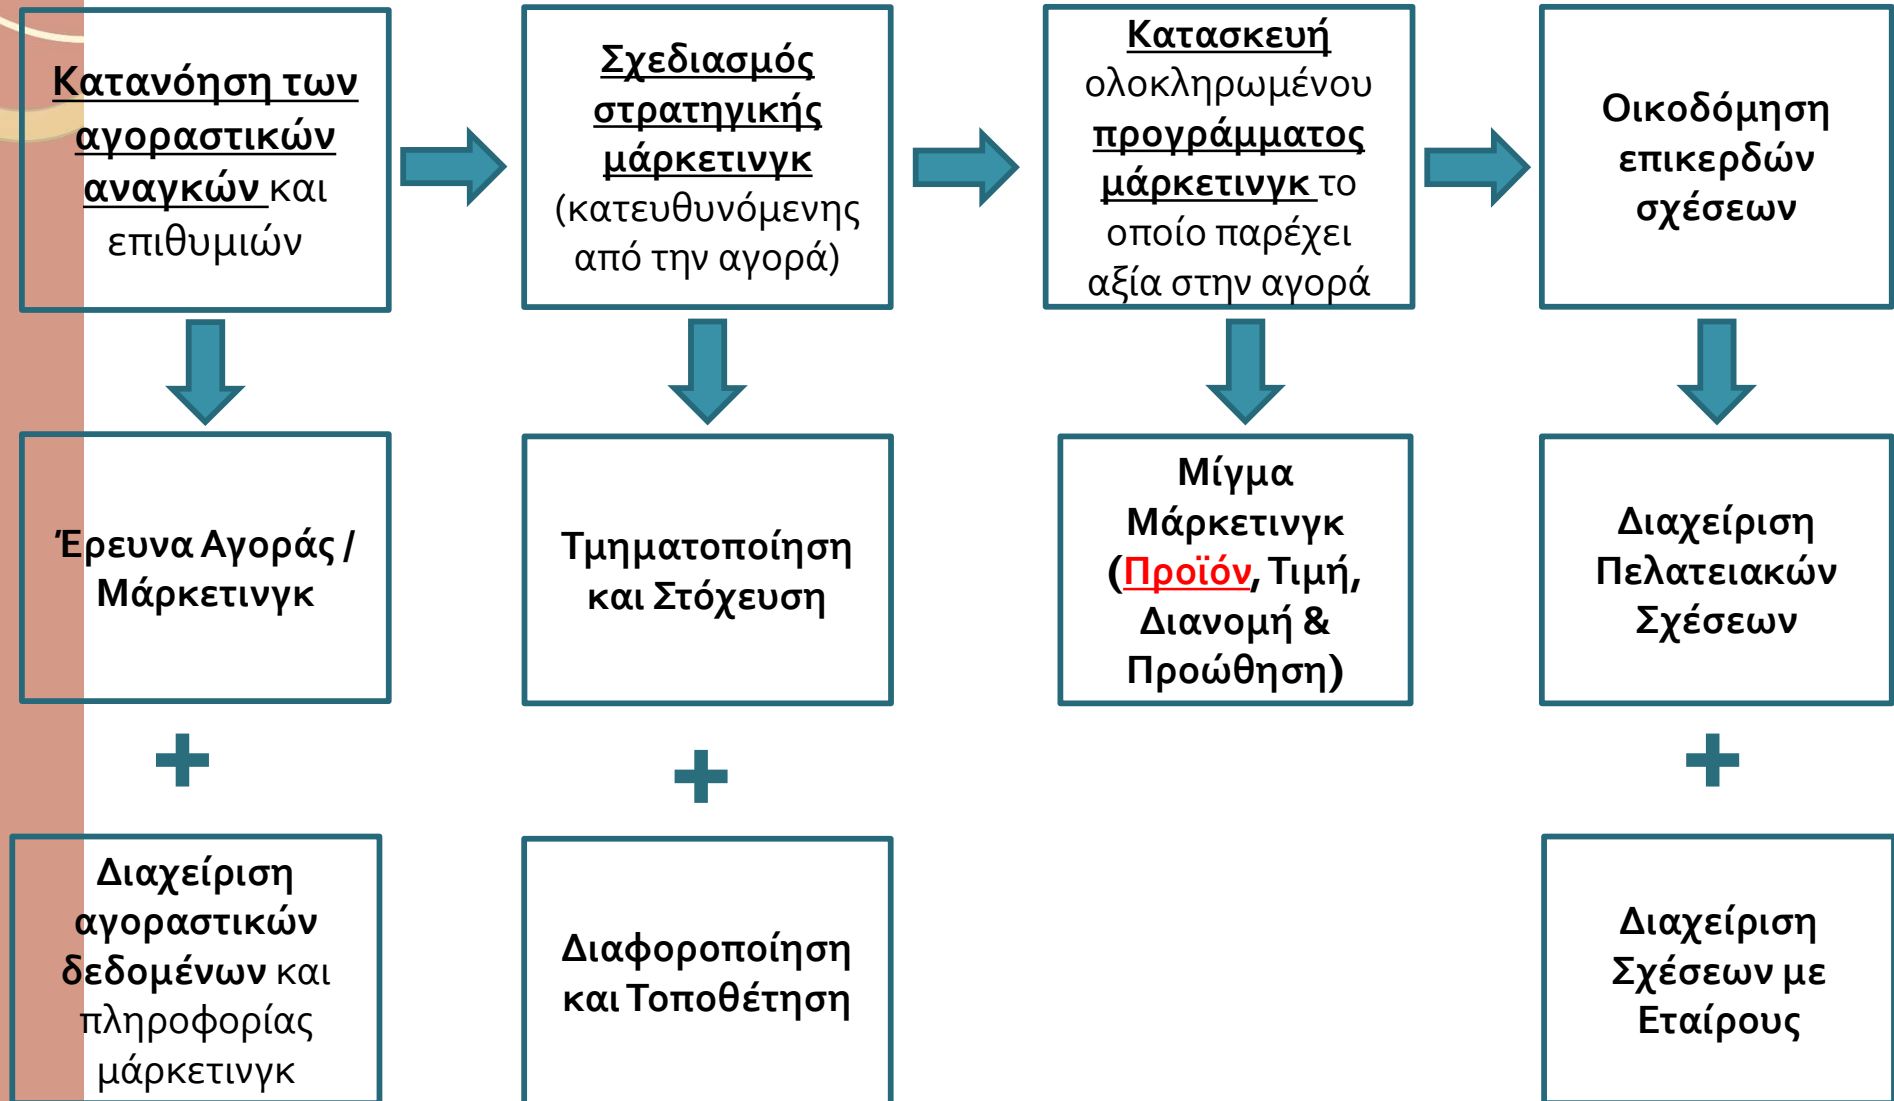 Κατανόηση των
αγοραστικών
αναγκών και
επιθυμιών
Σχεδιασμός
στρατηγικής
μάρκετινγκ
(κατευθυνόμενης
από την αγορά)
Κατασκευή
ολοκληρωμένου
προγράμματος
μάρκετινγκ το
οποίο παρέχει
αξία στην αγορά
Οικοδόμηση
επικερδών
σχέσεων
Έρευνα Αγοράς /
Μάρκετινγκ
Τμηματοποίηση
και Στόχευση
Μίγμα
Μάρκετινγκ
(Προϊόν, Τιμή,
Διανομή &
Προώθηση)
Διαχείριση
Πελατειακών
Σχέσεων
+
+
+
Διαχείριση
αγοραστικών
δεδομένων και
πληροφορίας
μάρκετινγκ
Διαφοροποίηση
και Τοποθέτηση
Διαχείριση
Σχέσεων με
Εταίρους